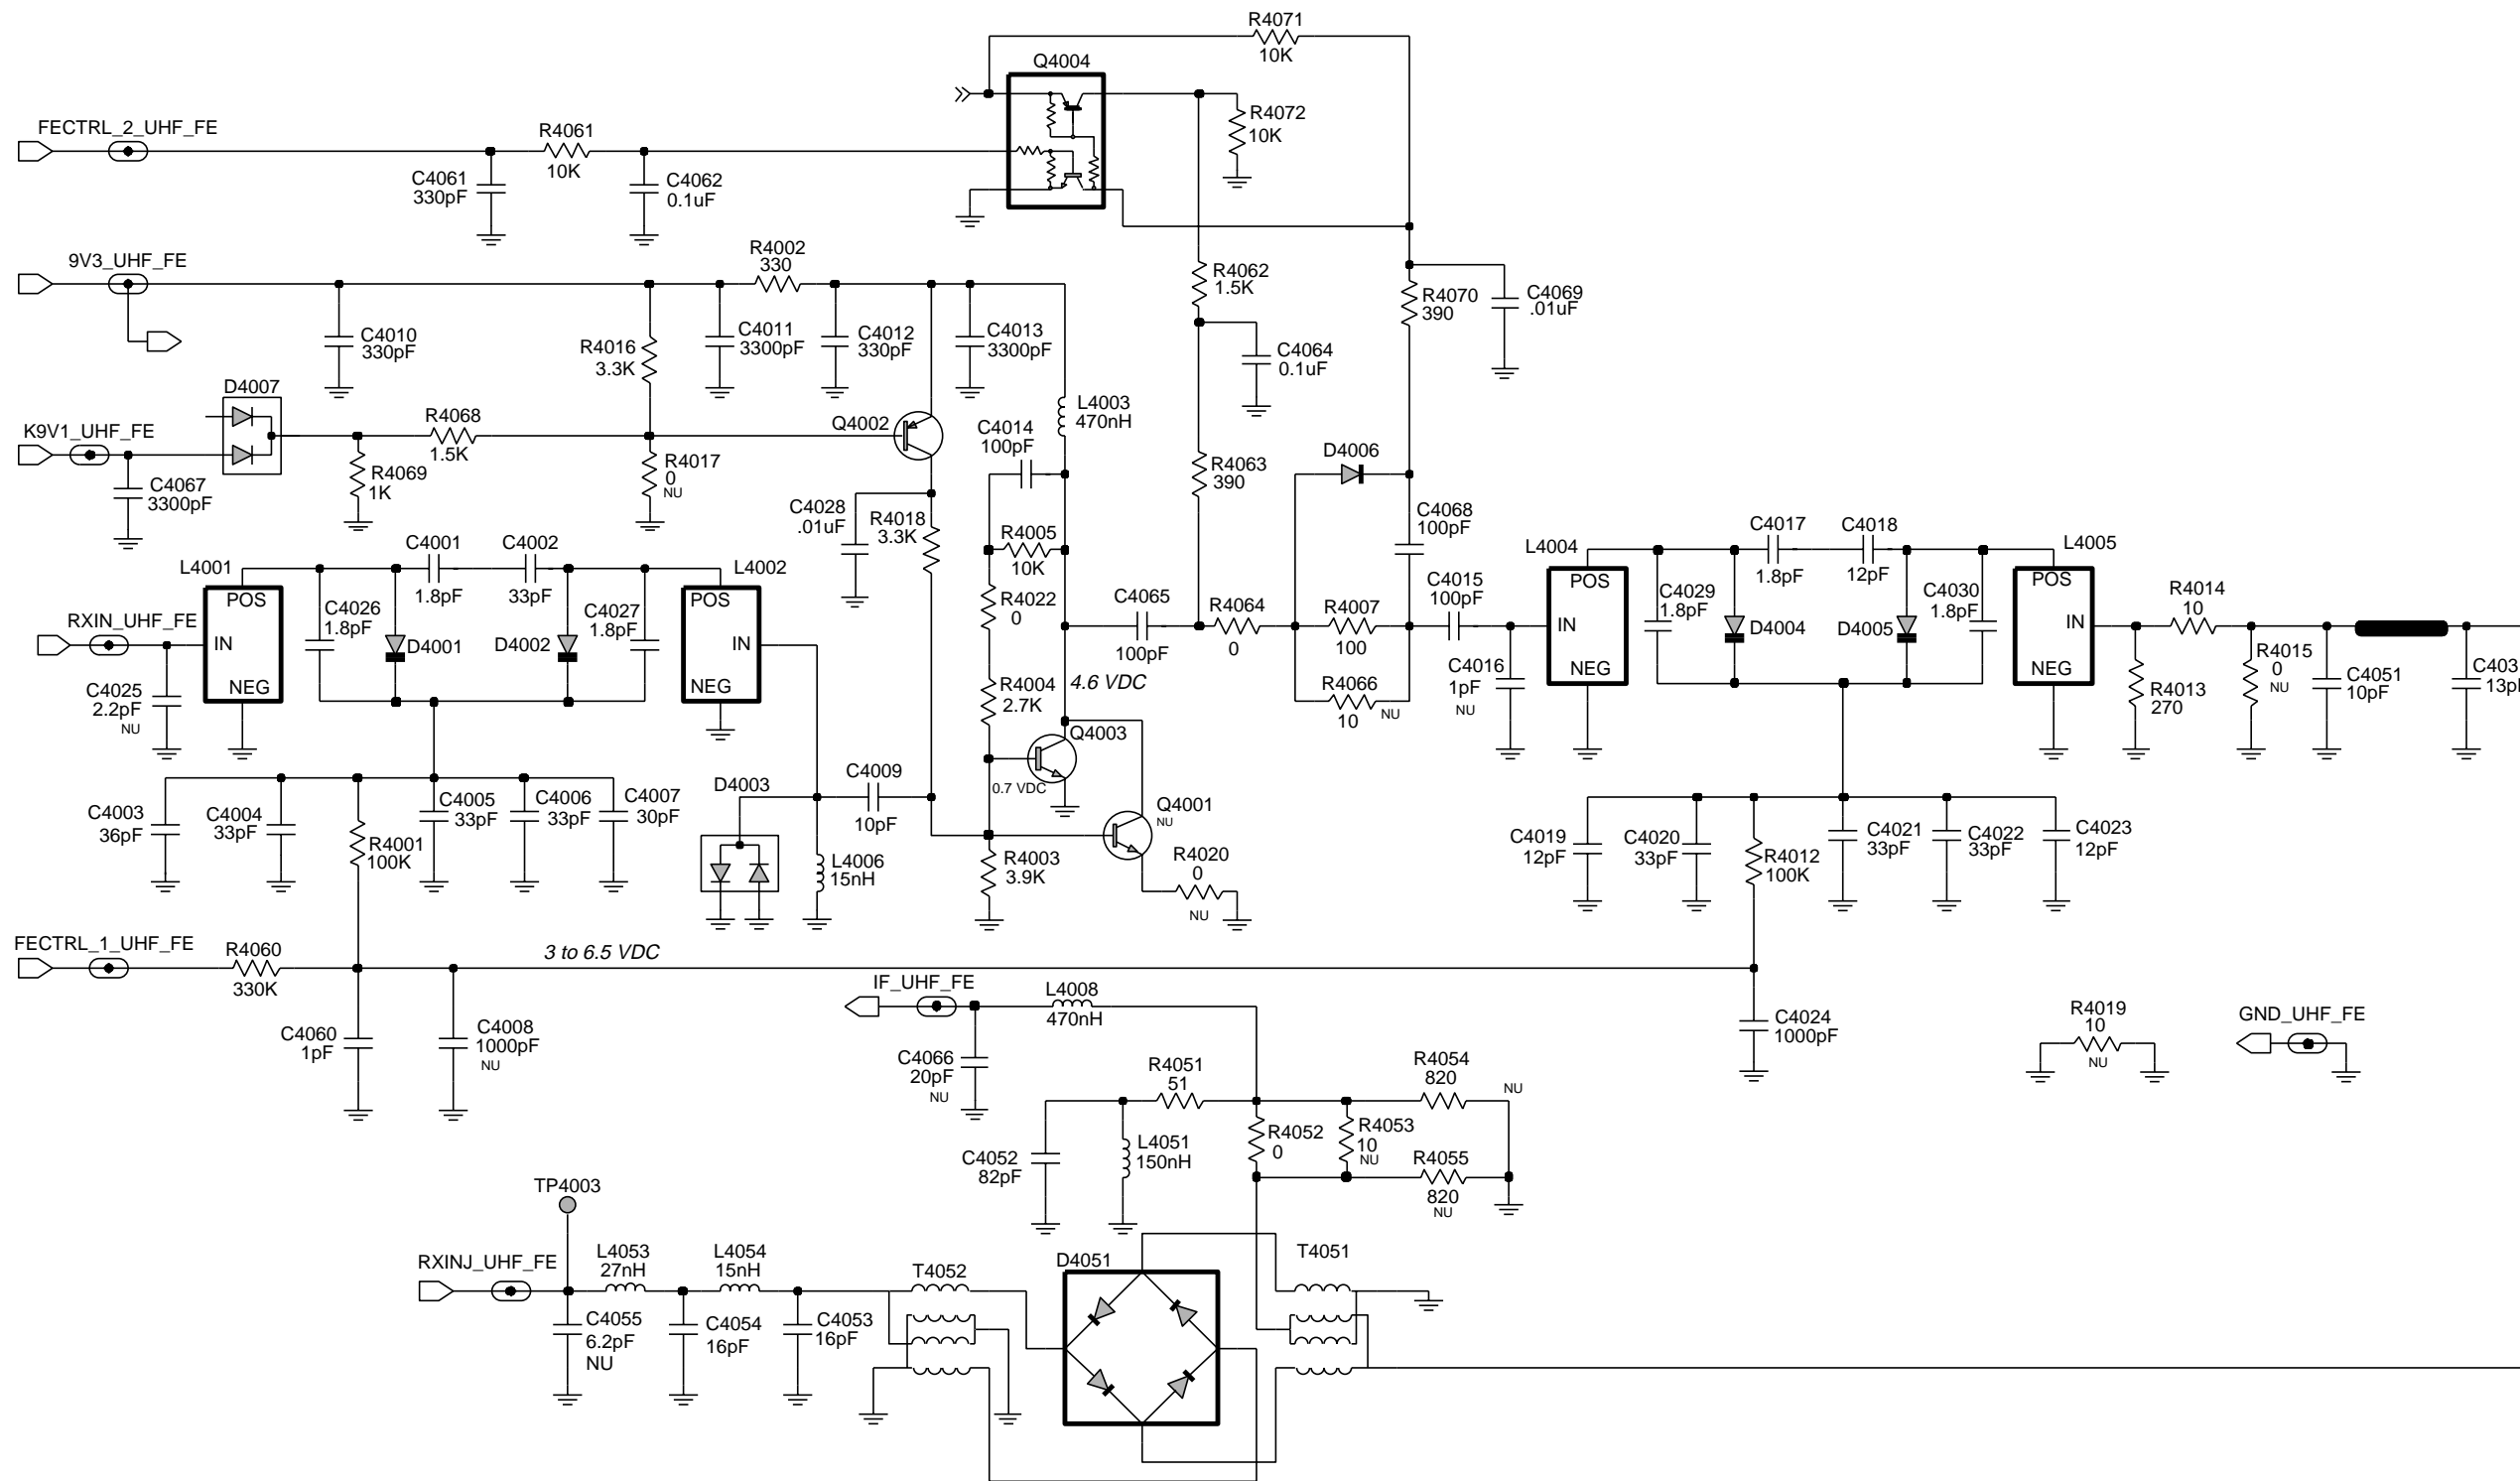 R4071
10K
Q4004
R4072
10K
FECTRL_2_UHF_FE
R4061
10K
C4061
330pF
C4062
0.1uF
9V3_UHF_FE
R4002
330
R4062
1.5K
R4070
390
C4069
.01uF
C4010
330pF
R4016
3.3K
C4011
3300pF
C4012
330pF
C4013
3300pF
C4064
0.1uF
D4007
K9V1_UHF_FE
R4068
1.5K
Q4002
L4003
470nH
C4014
100pF
C4067
3300pF
R4069
1K
R4017
0
NU
R4063
390
D4006
C4028
.01uF
R4018
3.3K
R4005
10K
C4068
100pF
L4001
C4001
1.8pF
C4002
33pF
L4002
L4004
C4017
1.8pF
C4018
12pF
L4005
POS
IN
NEG
C4026
1.8pF
D4001
D4002
C4027
1.8pF
POS
IN
NEG
RXIN_UHF_FE
C4025
2.2pF
NU
R4022
0
C4065
100pF
R4064
0
R4007
100
C4015
100pF
POS
IN
NEG
C4029
1.8pF
D4004
D4005
C4030
1.8pF
POS
IN
NEG
R4014
10
R4013
270
R4015
0
NU
C4051
10pF
C403
13p
R4004
2.7K
4.6 VDC
R4066
10
NU
C4016
1pF
NU
Q4003
0.7 VDC
D4003
C4009
10pF
Q4001
NU
C4003
36pF
C4004
33pF
R4001
100K
C4005
33pF
C4006
33pF
C4007
30pF
L4006
15nH
R4003
3.9K
R4020
0
NU
C4019
12pF
C4020
33pF
R4012
100K
C4021
33pF
C4022
33pF
C4023
12pF
FECTRL_1_UHF_FE
R4060
330K
3 to 6.5 VDC
C4060
1pF
C4008
1000pF
NU
IF_UHF_FE
L4008
470nH
C4066
20pF
NU
C4024
1000pF
R4019
10
NU
GND_UHF_FE
R4051
51
R4054
820
NU
C4052
82pF
L4051
150nH
R4052
0
R4053
10
NU
R4055
820
NU
TP4003
RXINJ_UHF_FE
L4053
27nH
L4054
15nH
T4052
D4051
T4051
C4055
6.2pF
NU
C4054
16pF
C4053
16pF